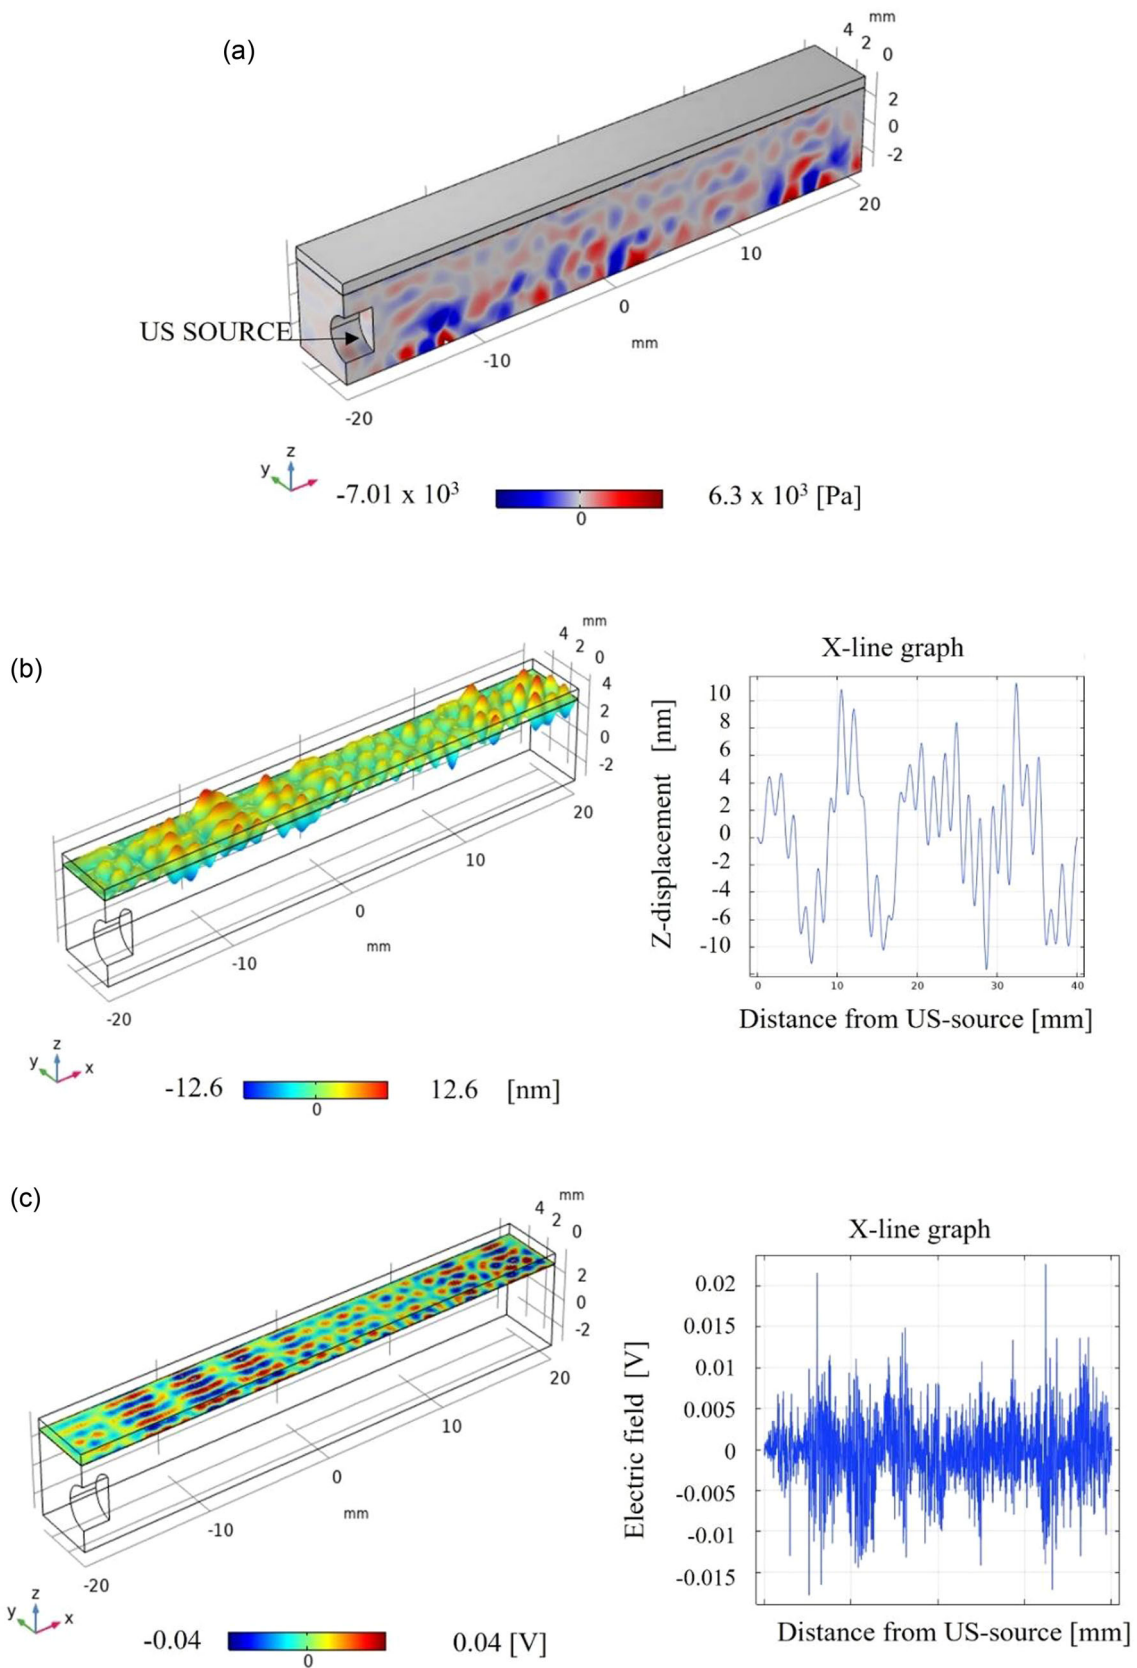 (a)
mm
4
2
0
2
0
-2
20
10
0
mm
-10
-20
US SOURCE
z
y
-7.01 x 10³
0
6.3 x 10³ [Pa]
(b)
mm
4
2
0
4
2
0
-2
20
10
0
mm
-10
-20
z
y
x
-12.6
0
12.6 [nm]
X-line graph
Z-displacement [nm]
10
8
6
4
2
0
-2
-4
-6
-10
0 10 20 30 40
Distance from US-source [mm]
(c)
mm
4
2
0
2
0
-2
20
10
0
mm
-10
-20
z
y
x
-0.04
0
0.04 [V]
X-line graph
Electric field [V]
0.02
0.015
0.01
0.005
0
-0.005
-0.01
-0.015
Distance from US-source [mm]